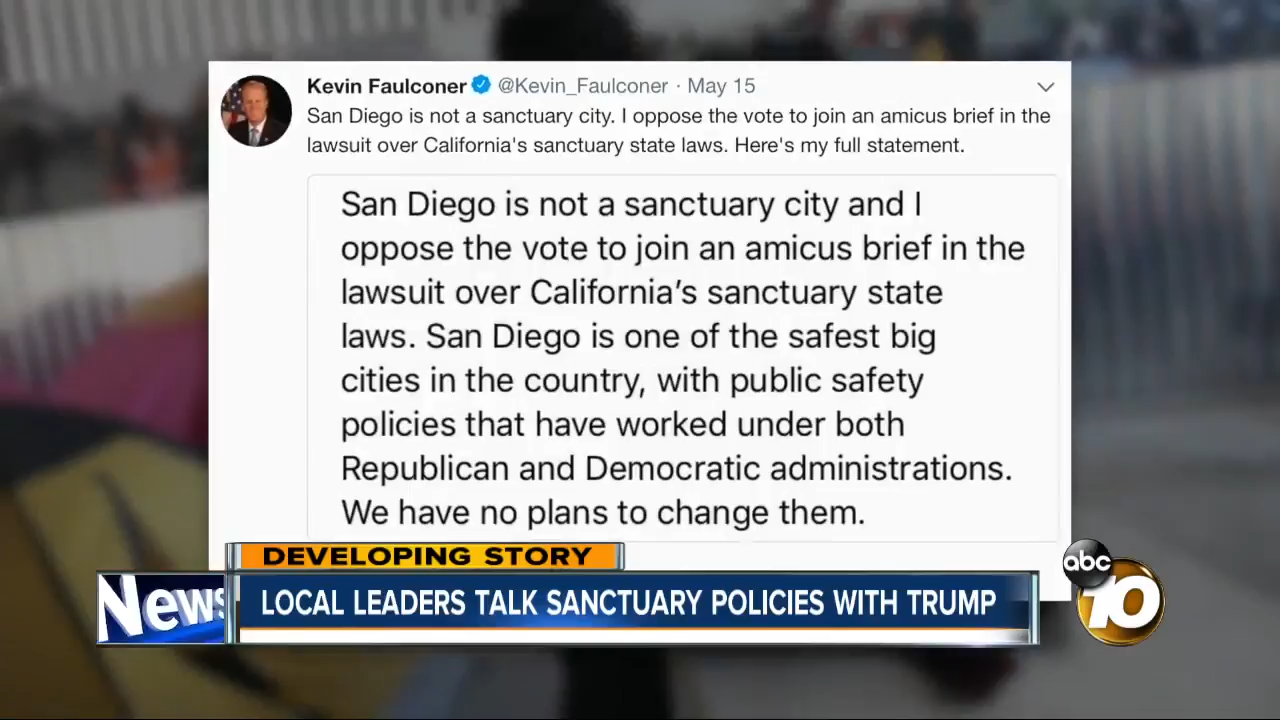 Kevin Faulconer @Kevin_Faulconer · May 15
San Diego is not a sanctuary city. I oppose the vote to join an amicus brief in the
lawsuit over California's sanctuary state laws. Here's my full statement.
San Diego is not a sanctuary city and I
oppose the vote to join an amicus brief in the
lawsuit over California’s sanctuary state
laws. San Diego is one of the safest big
cities in the country, with public safety
policies that have worked under both
Republican and Democratic administrations.
We have no plans to change them.
DEVELOPING STORY
News
LOCAL LEADERS TALK SANCTUARY POLICIES WITH TRUMP
abc
10